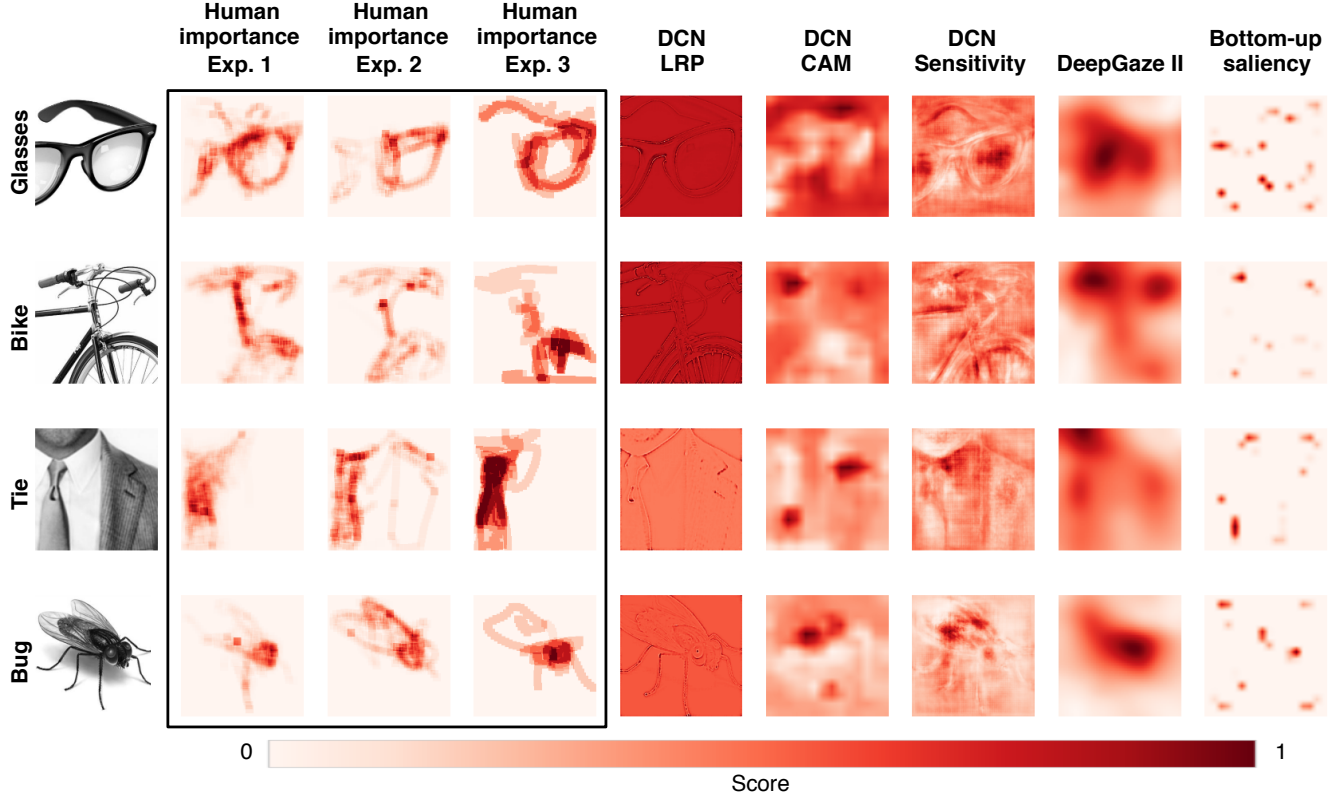 Human
importance
Exp. 1
Human
importance
Exp. 2
Human
importance
Exp. 3
DCN
LRP
DCN
CAM
DCN
Sensitivity
DeepGaze II
Bottom-up
saliency
Glasses
Bike
Tie
Bug
0
1
Score